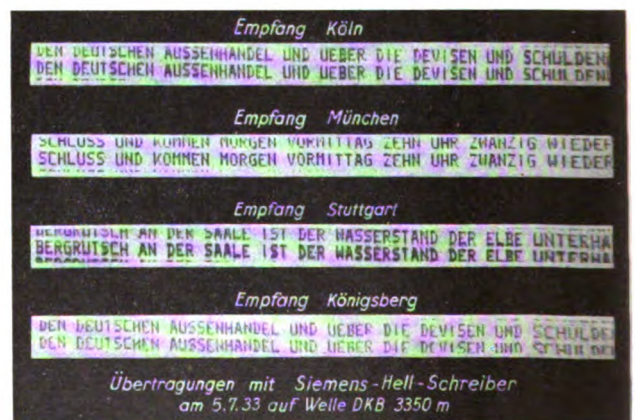 Empfang Köln
DEN DEUTSCHEN AUSSENHANDEL UND UEBER DIE DEVISEN UND SCHULDEN
DEN DEUTSCHEN AUSSENHANDEL UND UEBER DIE DEVISEN UND SCHULDEN
Empfang München
SCHLUSS UND KOMMEN MORGEN VORMITTAG ZEHN UHR ZWANZIG WIEDER
SCHLUSS UND KOMMEN MORGEN VORMITTAG ZEHN UHR ZWANZIG WIEDER
Empfang Stuttgart
BERGRUTSCH AN DER SAALE IST DER WASSERSTAND DER ELBE UNTERHA
BERGRUTSCH AN DER SAALE IST DER WASSERSTAND DER ELBE UNTERHA
Empfang Königsberg
DEN DEUTSCHEN AUSSENHANDEL UND UEBER DIE DEVISEN UND SCHULDE
DEN DEUTSCHEN AUSSENHANDEL UND UEBER DIE DEVISEN UND SCHULDE
Übertragungen mit Siemens-Hell-Schreiber
am 5.7.33 auf Welle DKB 3350 m